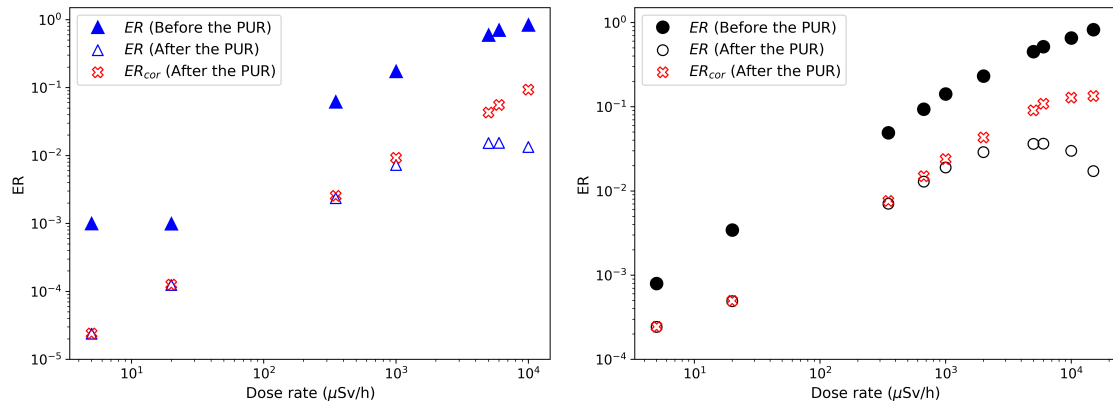 ER (Before the PUR)
ER (After the PUR)
ER_cor (After the PUR)
10^0
10^-1
10^-2
10^-3
10^-4
10^-5
ER
10^1
10^2
10^3
10^4
Dose rate (μSv/h)
ER (Before the PUR)
ER (After the PUR)
ER_cor (After the PUR)
10^0
10^-1
10^-2
10^-3
10^-4
ER
10^1
10^2
10^3
10^4
Dose rate (μSv/h)